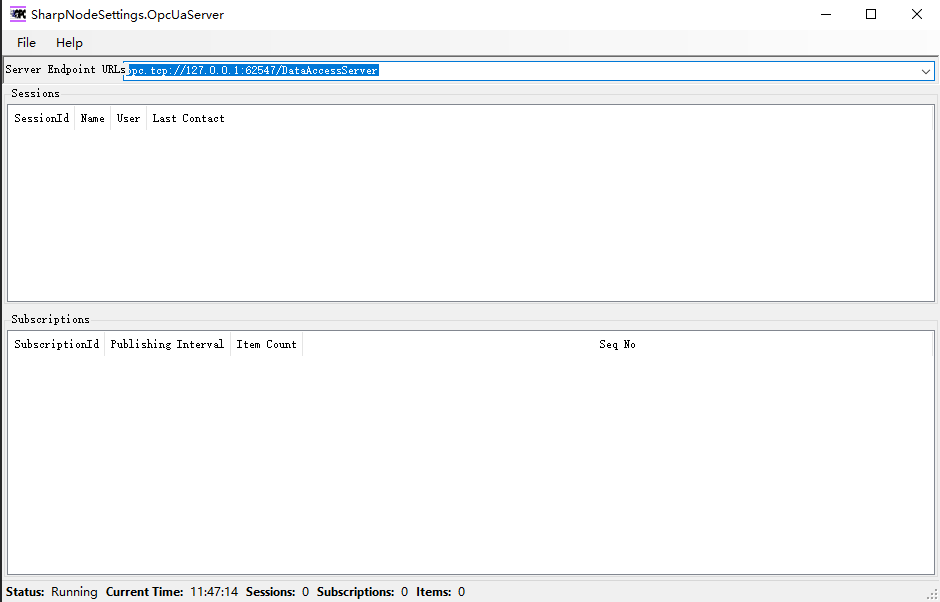 SharpNodeSettings.OpcUaServer
File Help
Server Endpoint URLs opc.tcp://127.0.0.1:62547/DataAccessServer
Sessions
SessionId Name User Last Contact
Subscriptions
SubscriptionId Publishing Interval Item Count Seq No
Status: Running Current Time: 11:47:14 Sessions: 0 Subscriptions: 0 Items: 0